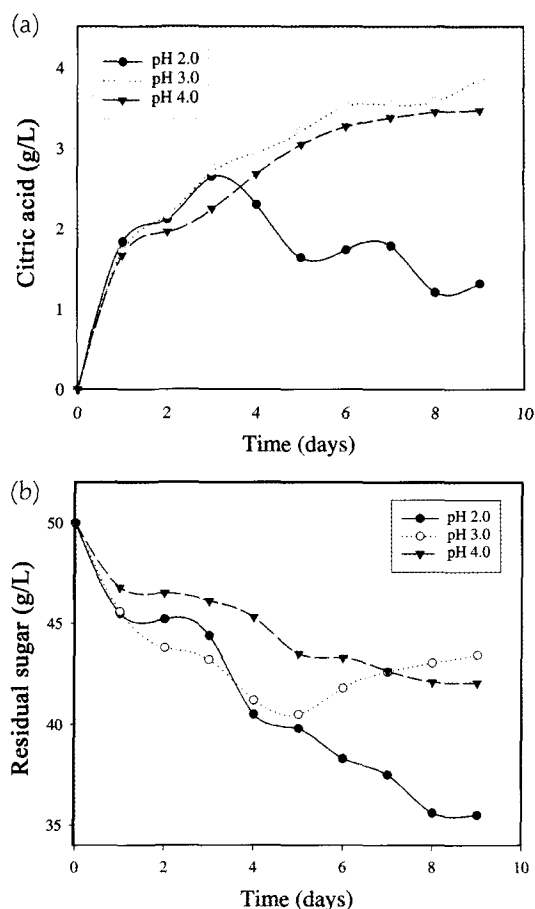 (a)
pH 2.0
pH 3.0
pH 4.0
Citric acid (g/L)
4
3
2
1
0
0 2 4 6 8 10
Time (days)
(b)
pH 2.0
pH 3.0
pH 4.0
Residual sugar (g/L)
50
45
40
35
0 2 4 6 8 10
Time (days)